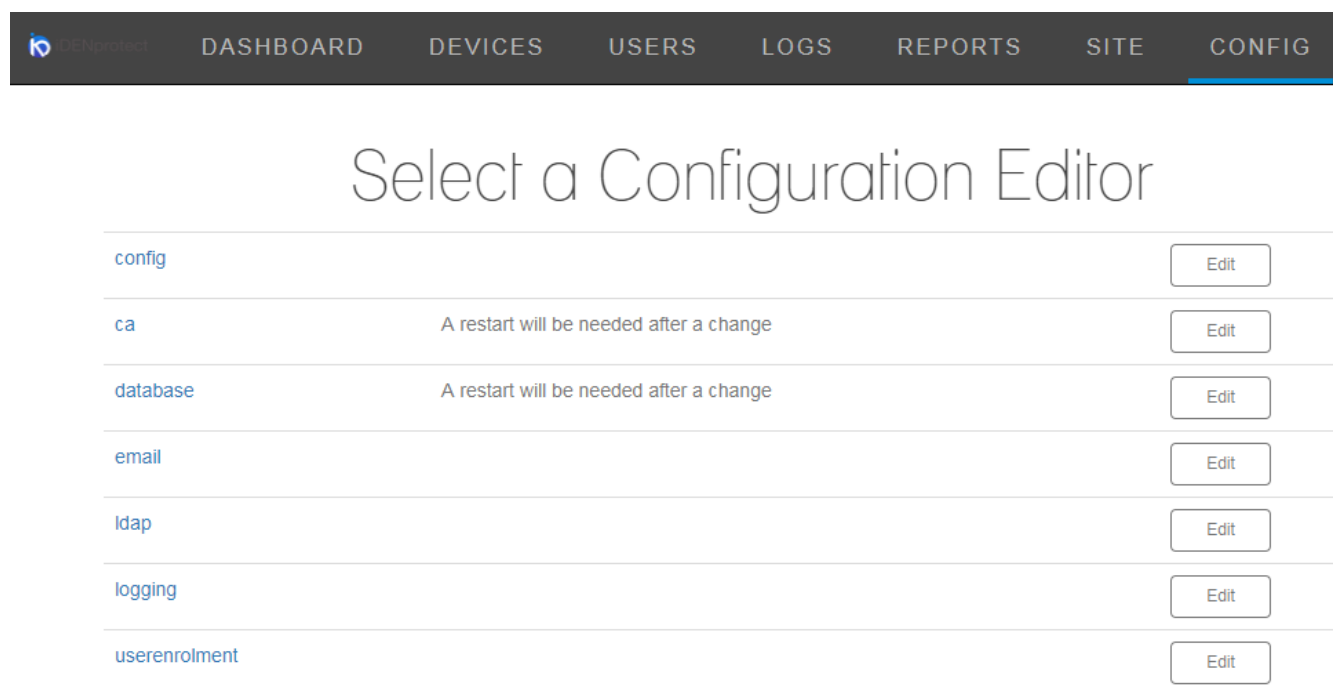 iDENprotect DASHBOARD DEVICES USERS LOGS REPORTS SITE CONFIG
Select a Configuration Editor
config Edit
ca A restart will be needed after a change Edit
database A restart will be needed after a change Edit
email Edit
ldap Edit
logging Edit
userenrolment Edit